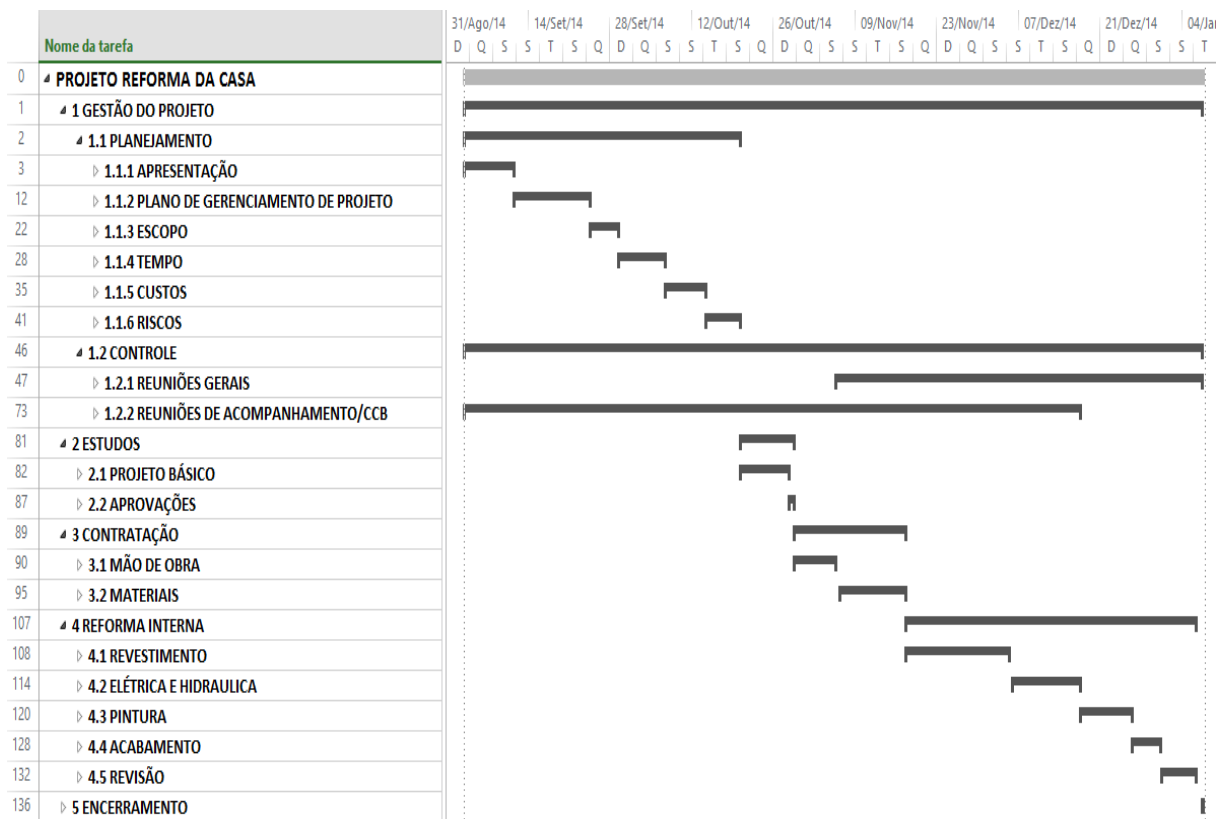 31/Ago/14 14/Set/14 28/Set/14 12/Out/14 26/Out/14 09/Nov/14 23/Nov/14 07/Dez/14 21/Dez/14 04/Jan
Nome da tarefa D Q S S T S Q D Q S S T S Q D Q S S T S Q D Q S S T S Q D Q S S T
0 PROJETO REFORMA DA CASA
1 1 GESTÃO DO PROJETO
2 1.1 PLANEJAMENTO
3 1.1.1 APRESENTAÇÃO
12 1.1.2 PLANO DE GERENCIAMENTO DE PROJETO
22 1.1.3 ESCOPO
28 1.1.4 TEMPO
35 1.1.5 CUSTOS
41 1.1.6 RISCOS
46 1.2 CONTROLE
47 1.2.1 REUNIÕES GERAIS
73 1.2.2 REUNIÕES DE ACOMPANHAMENTO/CCB
81 2 ESTUDOS
82 2.1 PROJETO BÁSICO
87 2.2 APROVAÇÕES
89 3 CONTRATAÇÃO
90 3.1 MÃO DE OBRA
95 3.2 MATERIAIS
107 4 REFORMA INTERNA
108 4.1 REVESTIMENTO
114 4.2 ELÉTRICA E HIDRAULICA
120 4.3 PINTURA
128 4.4 ACABAMENTO
132 4.5 REVISÃO
136 5 ENCERRAMENTO